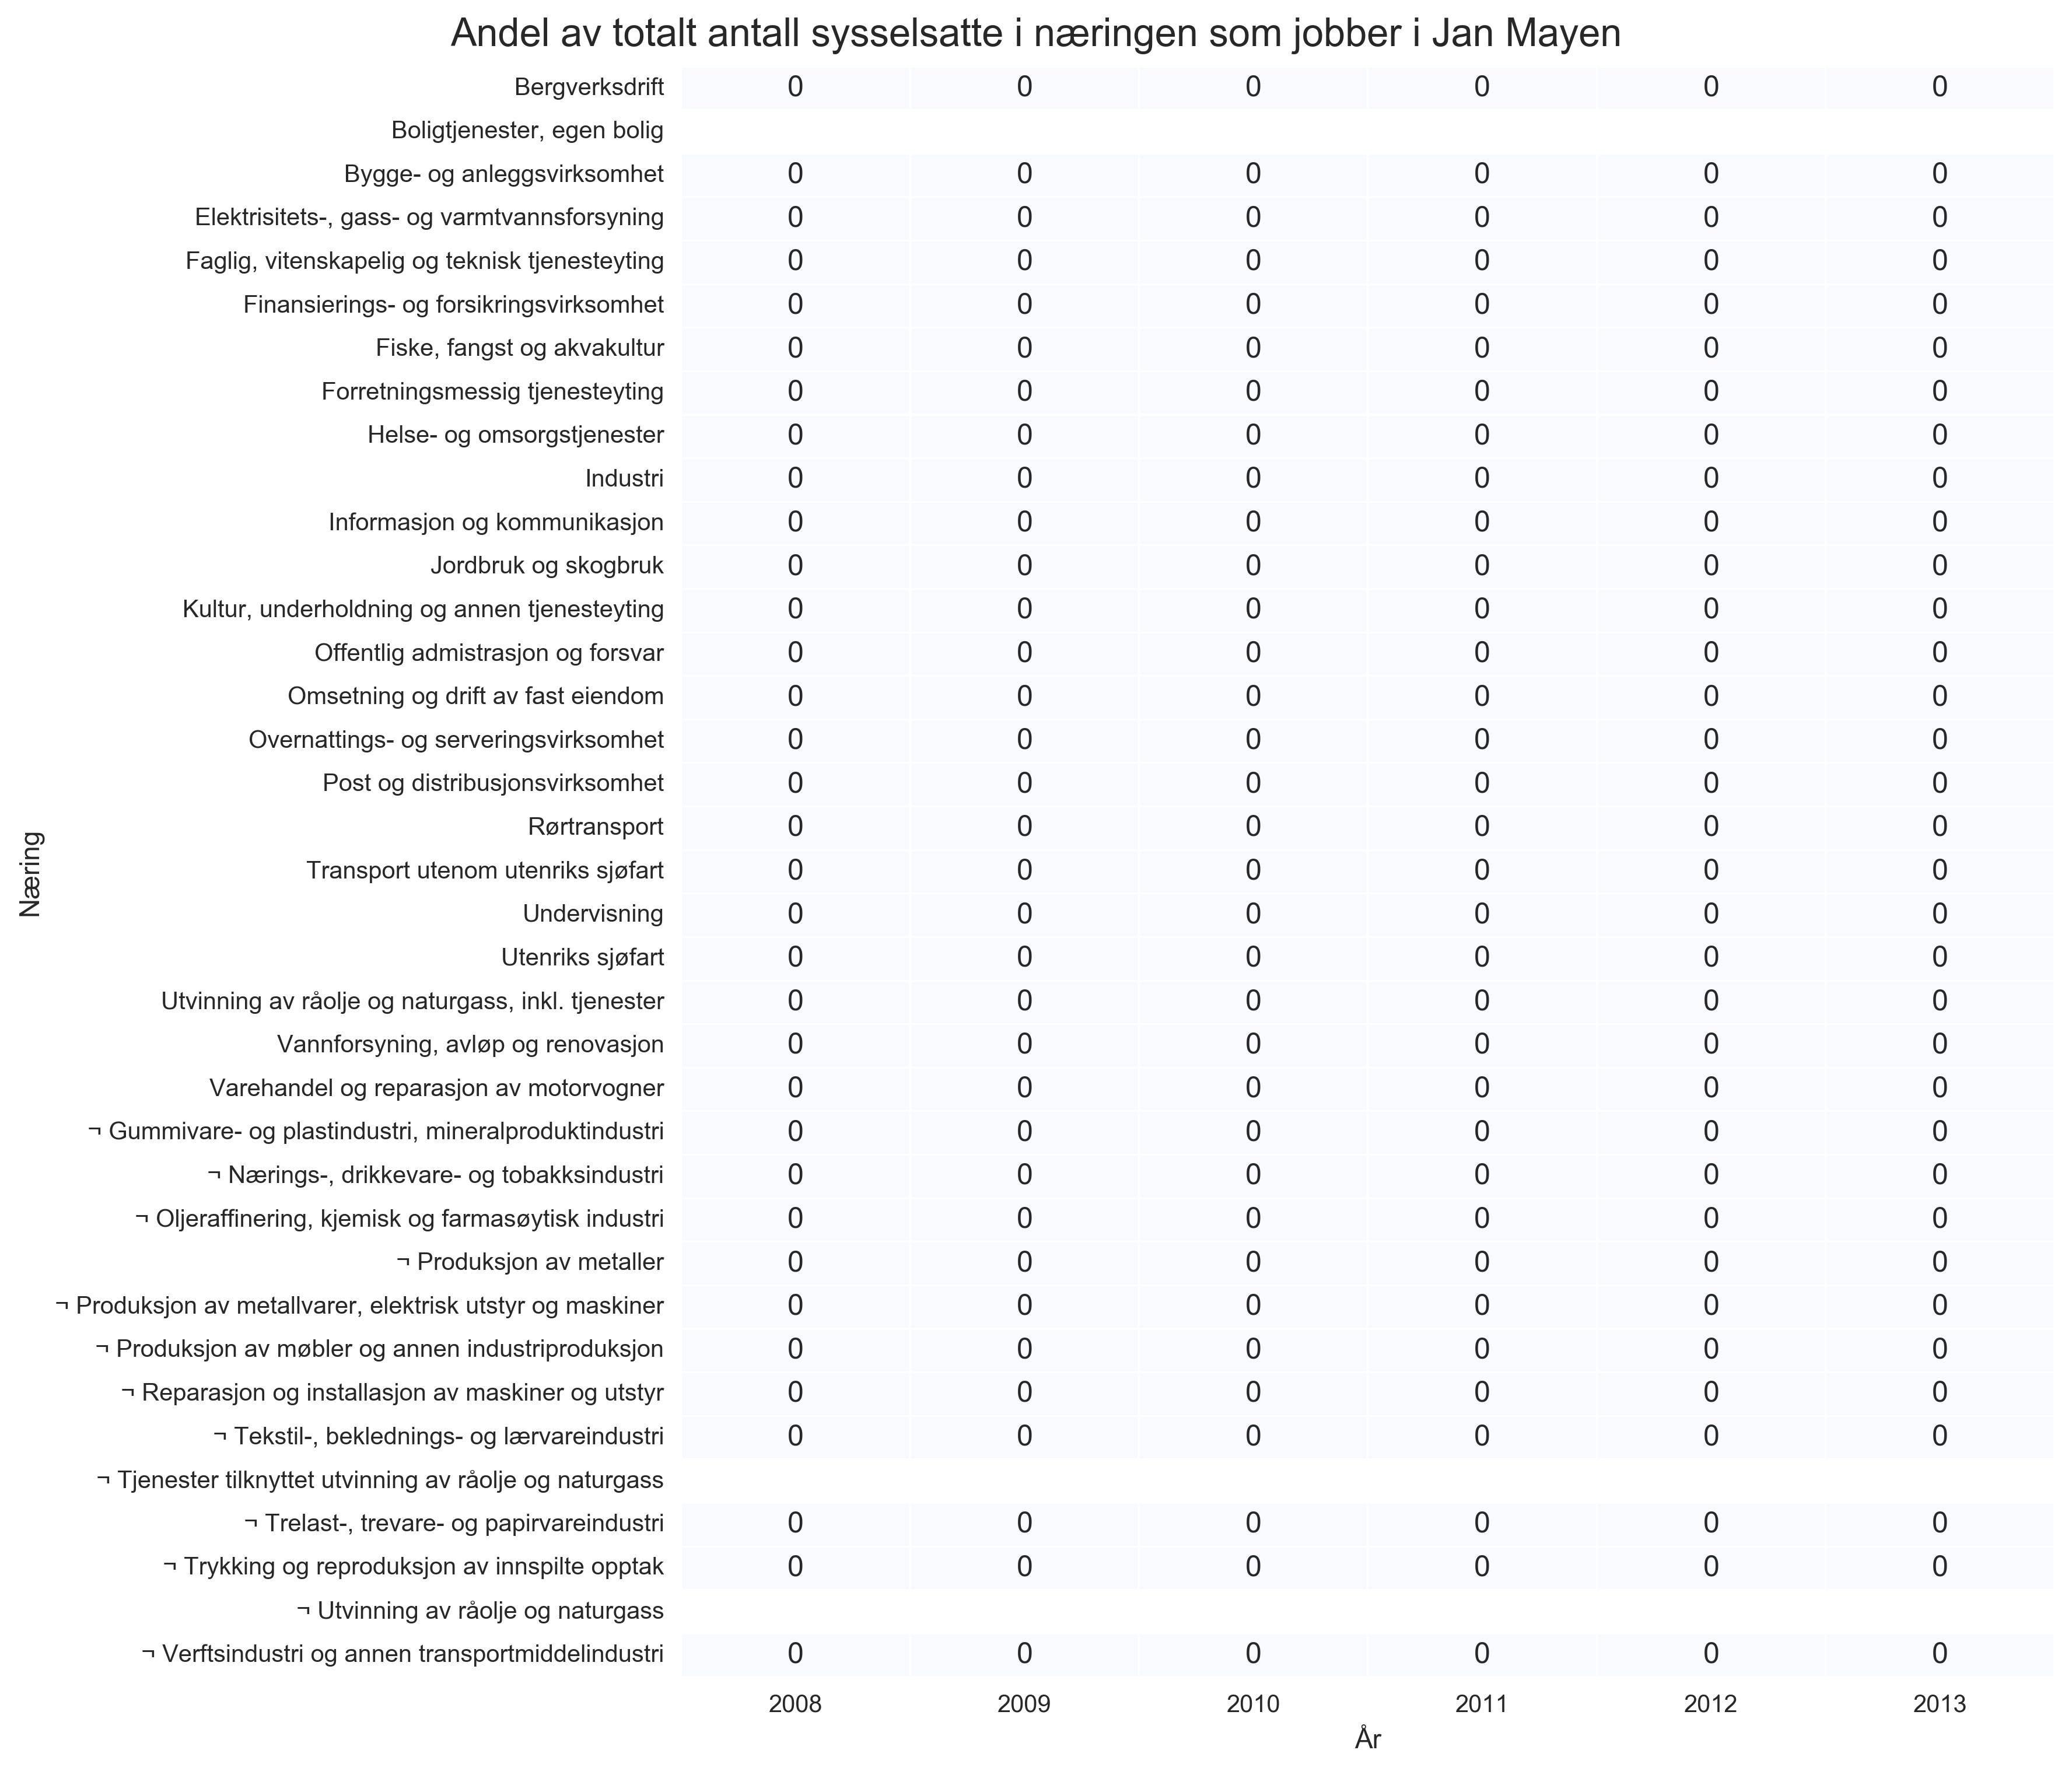 Andel av totalt antall sysselsatte i næringen som jobber i Jan Mayen
Næring
Bergverksdrift 0 0 0 0 0 0
Boligtjenester, egen bolig
Bygge- og anleggsvirksomhet 0 0 0 0 0 0
Elektrisitets-, gass- og varmtvannsforsyning 0 0 0 0 0 0
Faglig, vitenskapelig og teknisk tjenesteyting 0 0 0 0 0 0
Finansierings- og forsikringsvirksomhet 0 0 0 0 0 0
Fiske, fangst og akvakultur 0 0 0 0 0 0
Forretningsmessig tjenesteyting 0 0 0 0 0 0
Helse- og omsorgstjenester 0 0 0 0 0 0
Industri 0 0 0 0 0 0
Informasjon og kommunikasjon 0 0 0 0 0 0
Jordbruk og skogbruk 0 0 0 0 0 0
Kultur, underholdning og annen tjenesteyting 0 0 0 0 0 0
Offentlig admistrasjon og forsvar 0 0 0 0 0 0
Omsetning og drift av fast eiendom 0 0 0 0 0 0
Overnattings- og serveringsvirksomhet 0 0 0 0 0 0
Post og distribusjonsvirksomhet 0 0 0 0 0 0
Rørtransport 0 0 0 0 0 0
Transport utenom utenriks sjøfart 0 0 0 0 0 0
Undervisning 0 0 0 0 0 0
Utenriks sjøfart 0 0 0 0 0 0
Utvinning av råolje og naturgass, inkl. tjenester 0 0 0 0 0 0
Vannforsyning, avløp og renovasjon 0 0 0 0 0 0
Varehandel og reparasjon av motorvogner 0 0 0 0 0 0
¬ Gummivare- og plastindustri, mineralproduktindustri 0 0 0 0 0 0
¬ Nærings-, drikkevare- og tobakksindustri 0 0 0 0 0 0
¬ Oljeraffinering, kjemisk og farmasøytisk industri 0 0 0 0 0 0
¬ Produksjon av metaller 0 0 0 0 0 0
¬ Produksjon av metallvarer, elektrisk utstyr og maskiner 0 0 0 0 0 0
¬ Produksjon av møbler og annen industriproduksjon 0 0 0 0 0 0
¬ Reparasjon og installasjon av maskiner og utstyr 0 0 0 0 0 0
¬ Tekstil-, beklednings- og lærvareindustri 0 0 0 0 0 0
¬ Tjenester tilknyttet utvinning av råolje og naturgass
¬ Trelast-, trevare- og papirvareindustri 0 0 0 0 0 0
¬ Trykking og reproduksjon av innspilte opptak 0 0 0 0 0 0
¬ Utvinning av råolje og naturgass
¬ Verftsindustri og annen transportmiddelindustri 0 0 0 0 0 0
2008 2009 2010 2011 2012 2013
År